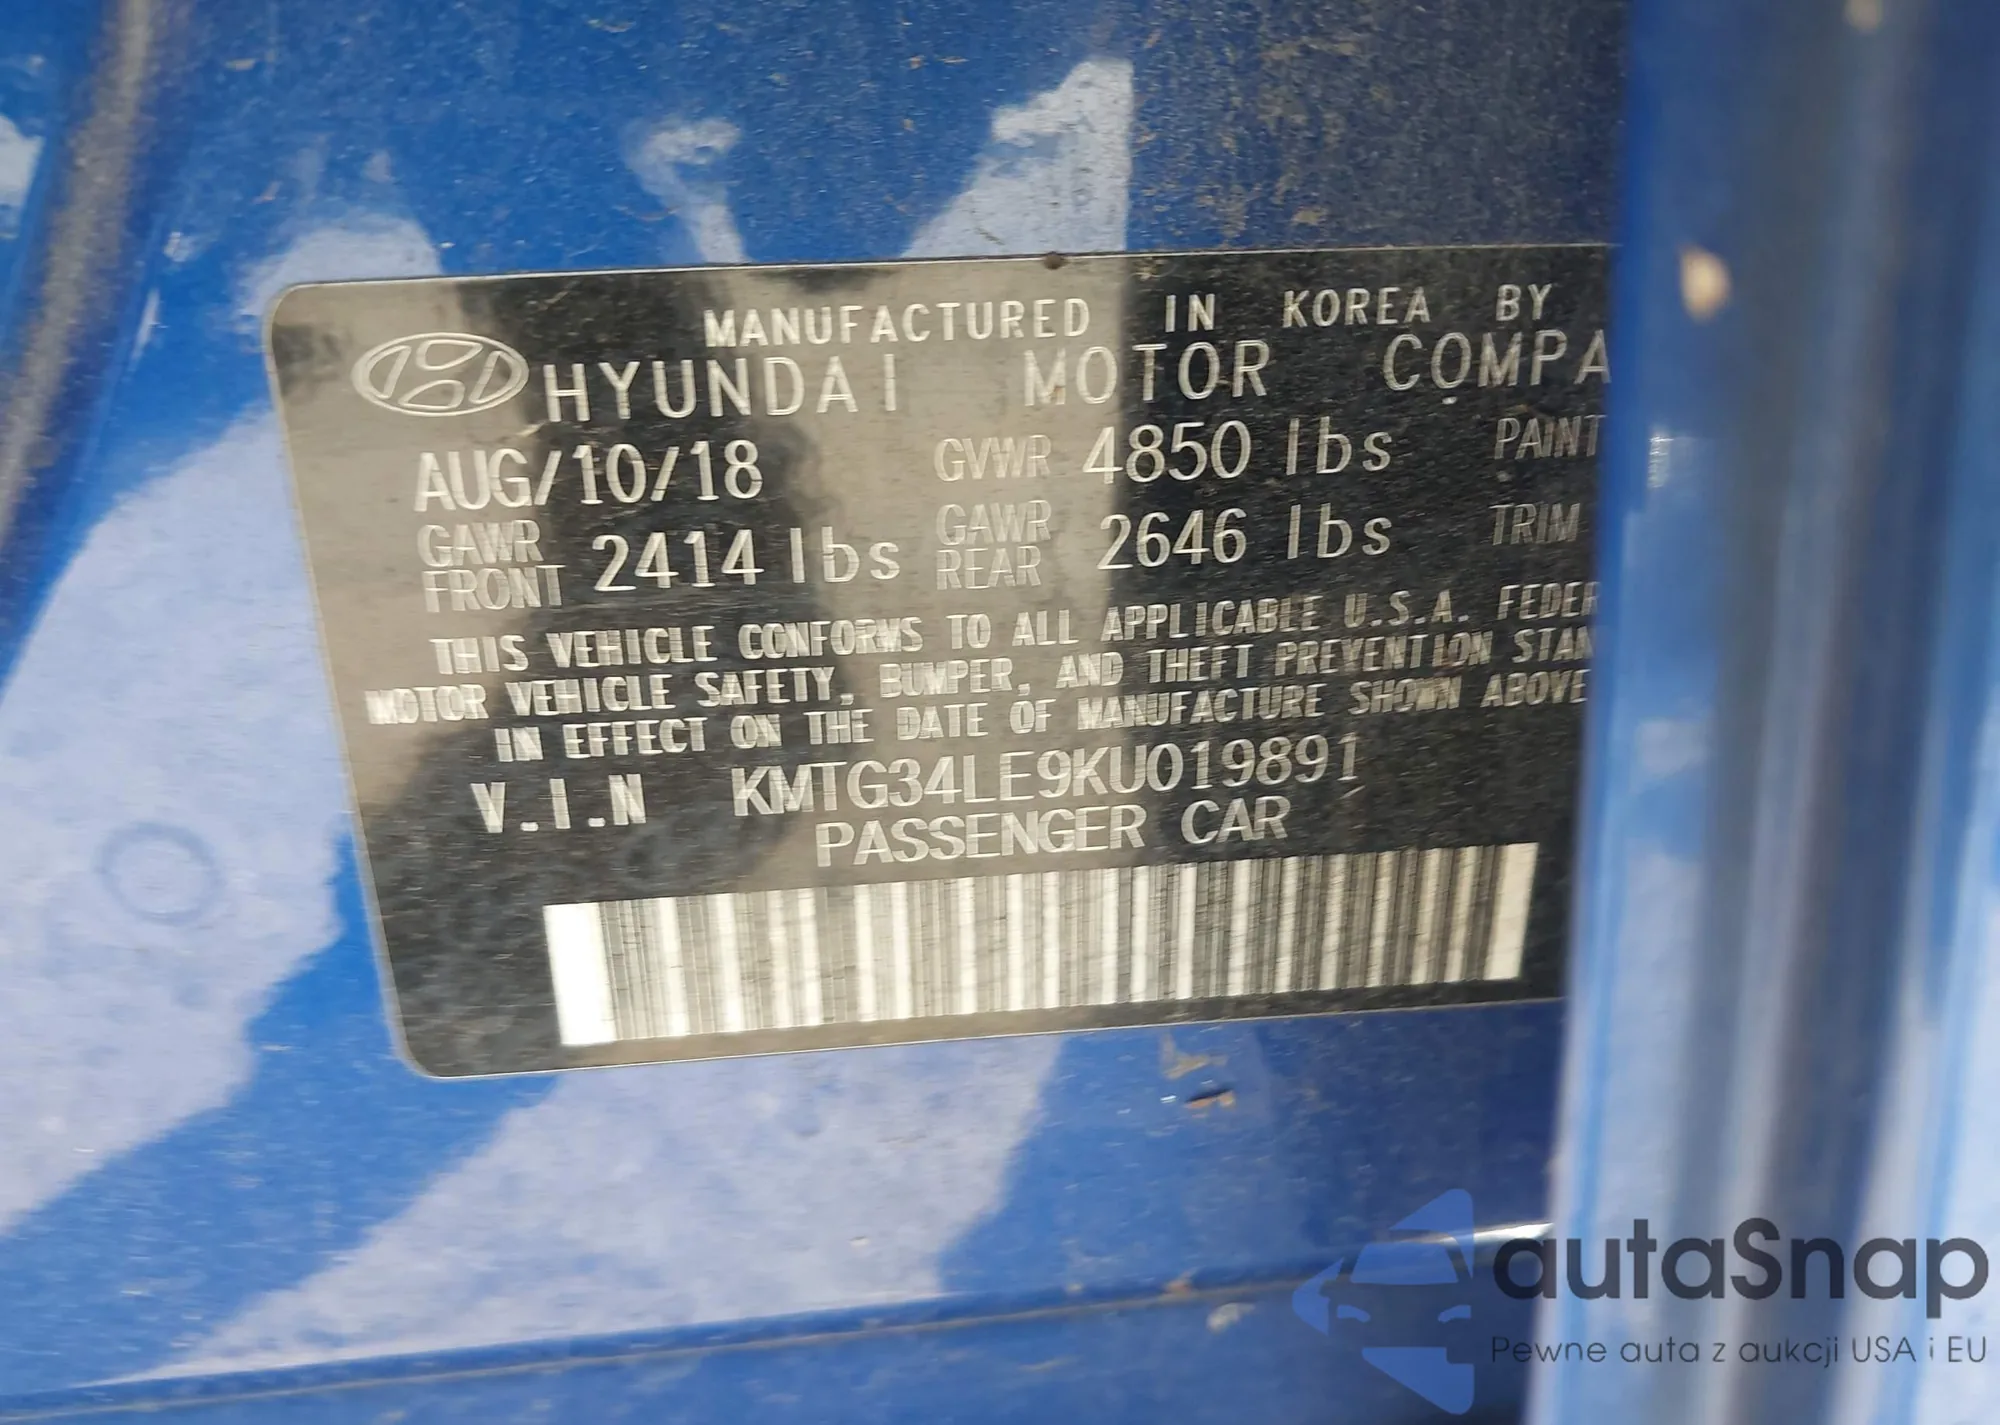 MANUFACTURED IN KOREA BY
HYUNDAI MOTOR COMPA
AUG/10/18 GVWR 4850 lbs PAINT
GAWR FRONT 2414 lbs GAWR REAR 2646 lbs TRIM
THIS VEHICLE CONFORMS TO ALL APPLICABLE U.S.A. FEDER
MOTOR VEHICLE SAFETY, BUMPER, AND THEFT PREVENTION STAN
IN EFFECT ON THE DATE OF MANUFACTURE SHOWN ABOVE
V.I.N KMTG34LE9KU019891
PASSENGER CAR
autaSnap
Pewne auta z aukcji USA i EU